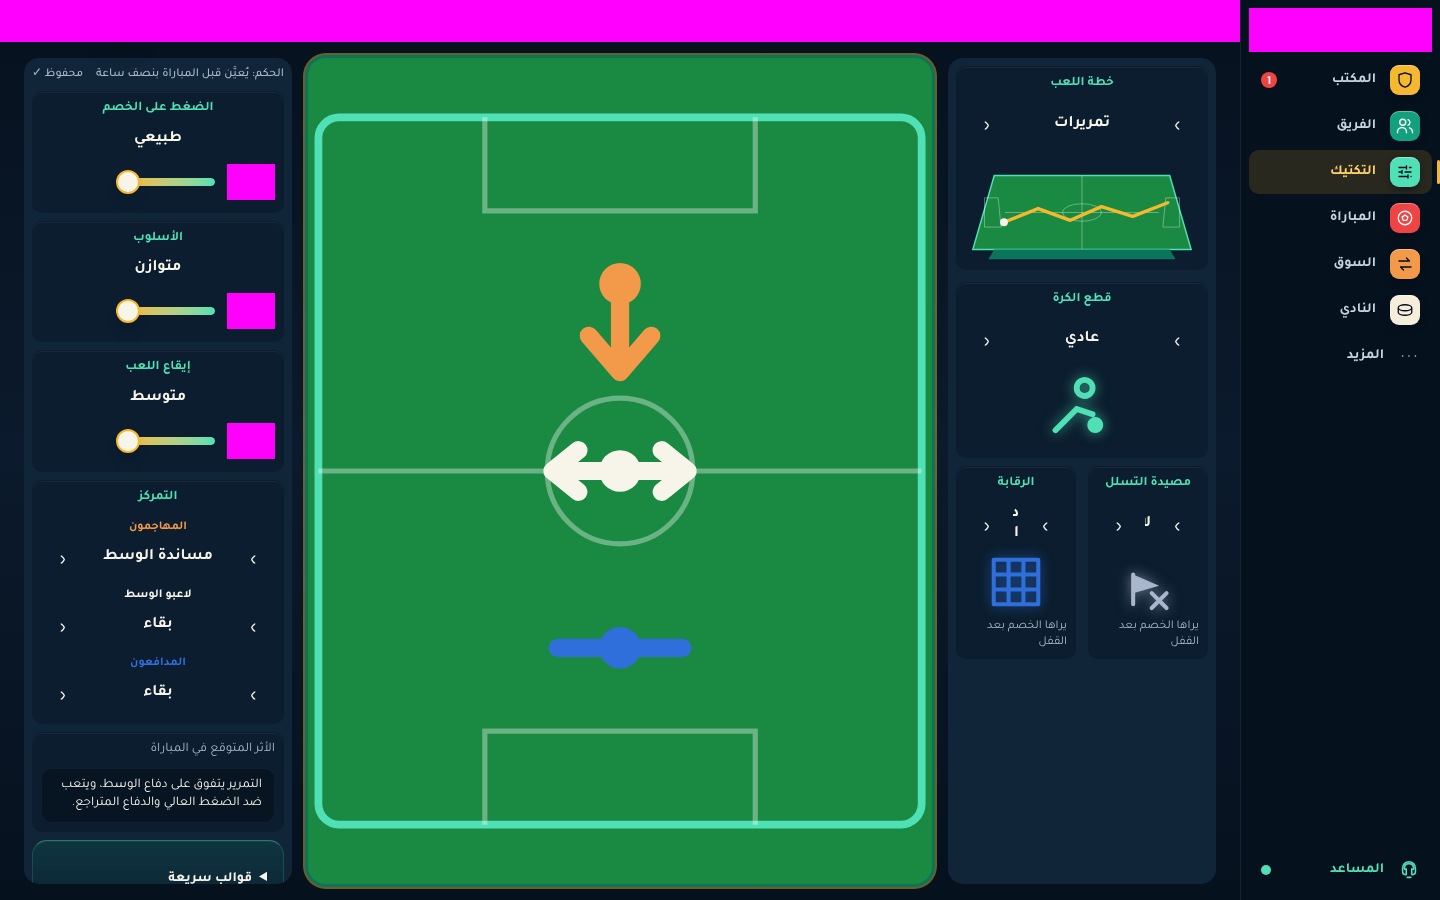 المكتب
1
الفريق
التكتيك
المباراة
السوق
النادي
المزيد
المساعد
خطة اللعب
تمريرات
قطع الكرة
عادي
مصيدة التسلل
يراها الخصم بعد
القفل
الرقابة
يراها الخصم بعد
القفل
الحكم: يُعيَّن قبل المباراة بنصف ساعة
محفوظ ✓
الضغط على الخصم
طبيعي
الأسلوب
متوازن
إيقاع اللعب
متوسط
التمركز
المهاجمون
مساندة الوسط
لاعبو الوسط
بقاء
المدافعون
بقاء
الأثر المتوقع في المباراة
التمرير يتفوق على دفاع الوسط، ويتعب
ضد الضغط العالي والدفاع المتراجع.
قوالب سريعة